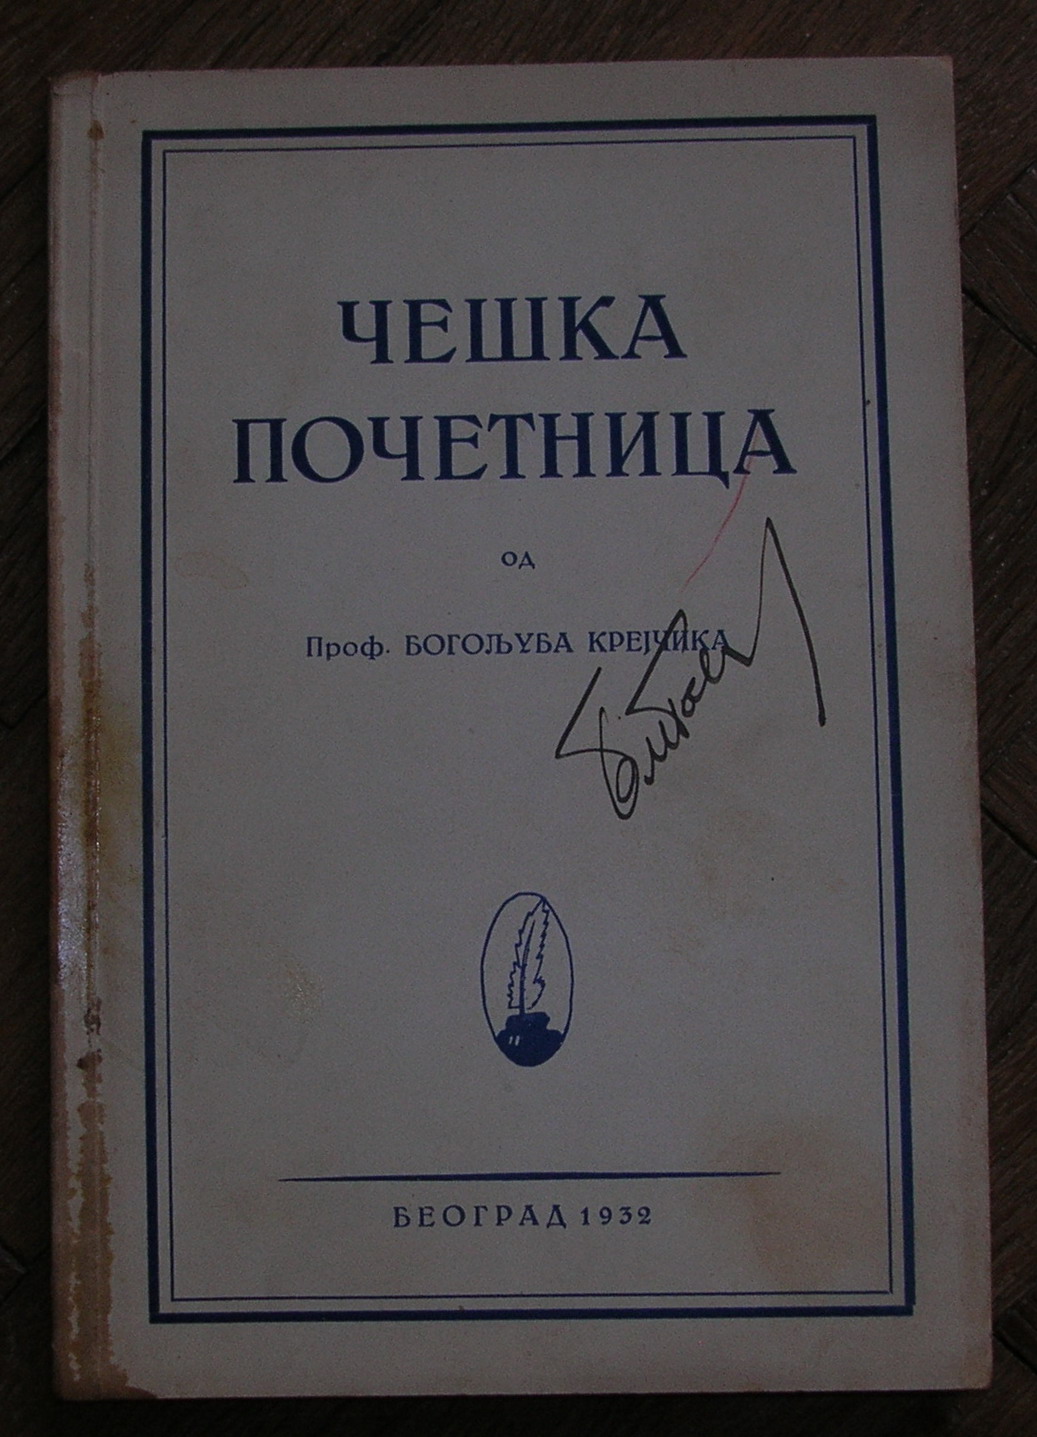 ЧЕШКА
ПОЧЕТНИЦА
од
Проф. БОГОЉУБА КРЕЈЧИКА
БЕОГРАД 1932